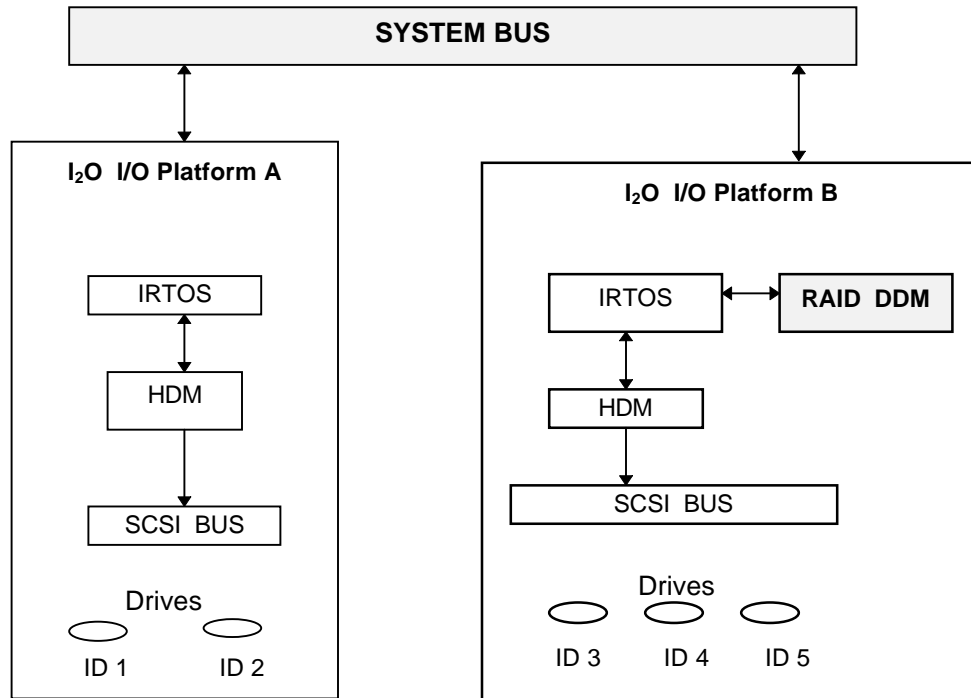 SYSTEM BUS
I₂O I/O Platform A
IRTOS
HDM
SCSI BUS
Drives
ID 1 ID 2
I₂O I/O Platform B
IRTOS
RAID DDM
HDM
SCSI BUS
Drives
ID 3 ID 4 ID 5